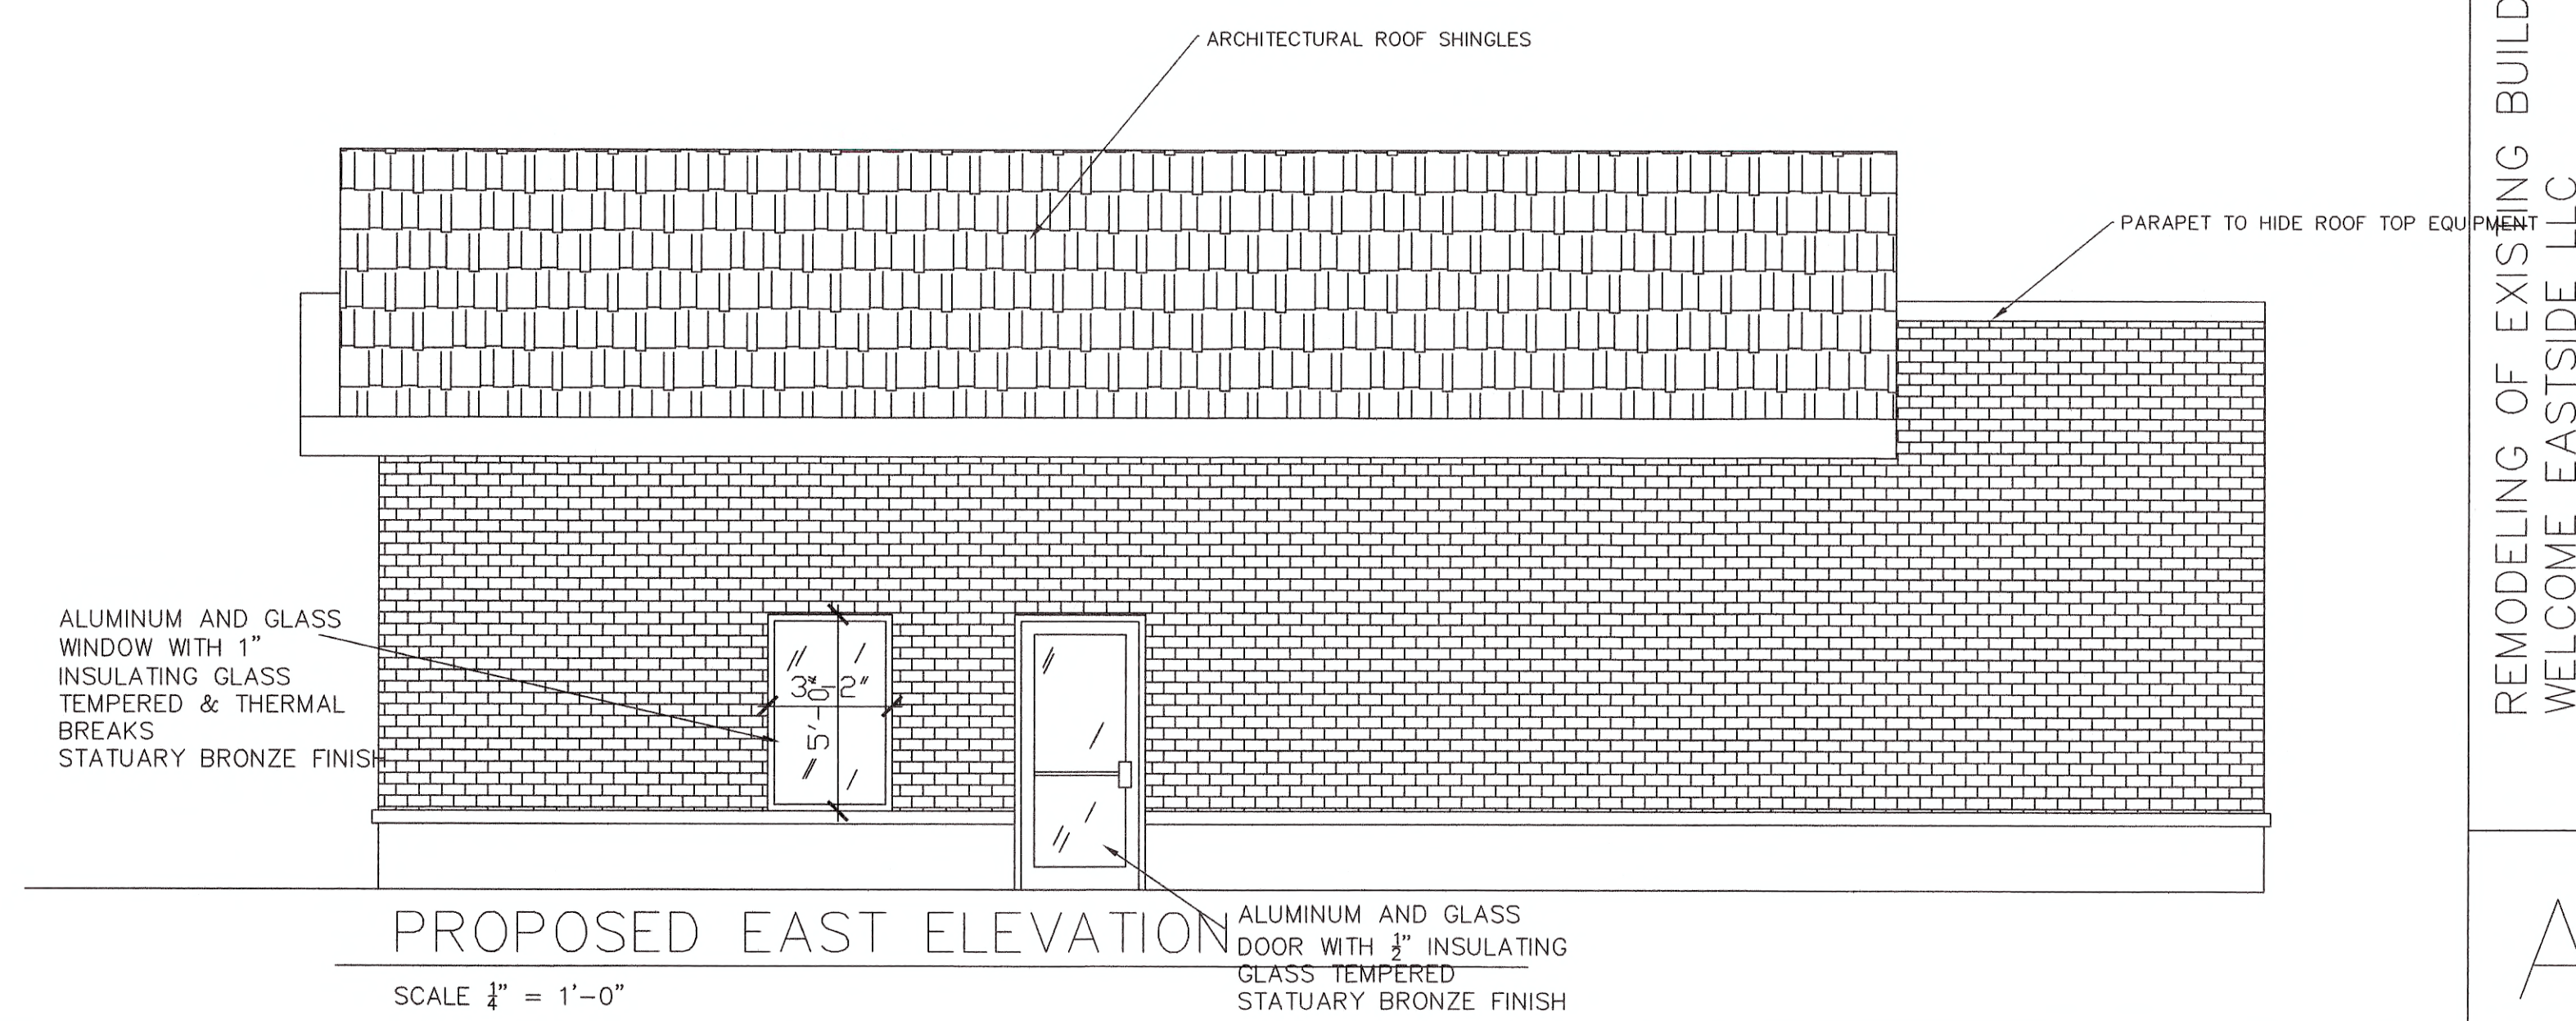 ARCHITECTURAL ROOF SHINGLES
PARAPET TO HIDE ROOF TOP EQUIPMENT
ALUMINUM AND GLASS
WINDOW WITH 1"
INSULATING GLASS
TEMPERED & THERMAL
BREAKS
STATUARY BRONZE FINISH
3'-2"
5'-0"
PROPOSED EAST ELEVATION
SCALE ¼" = 1'-0"
ALUMINUM AND GLASS
DOOR WITH ½" INSULATING
GLASS TEMPERED
STATUARY BRONZE FINISH
REMODELING OF EXISTING BUILD
WELCOME EASTSIDE LLC
A